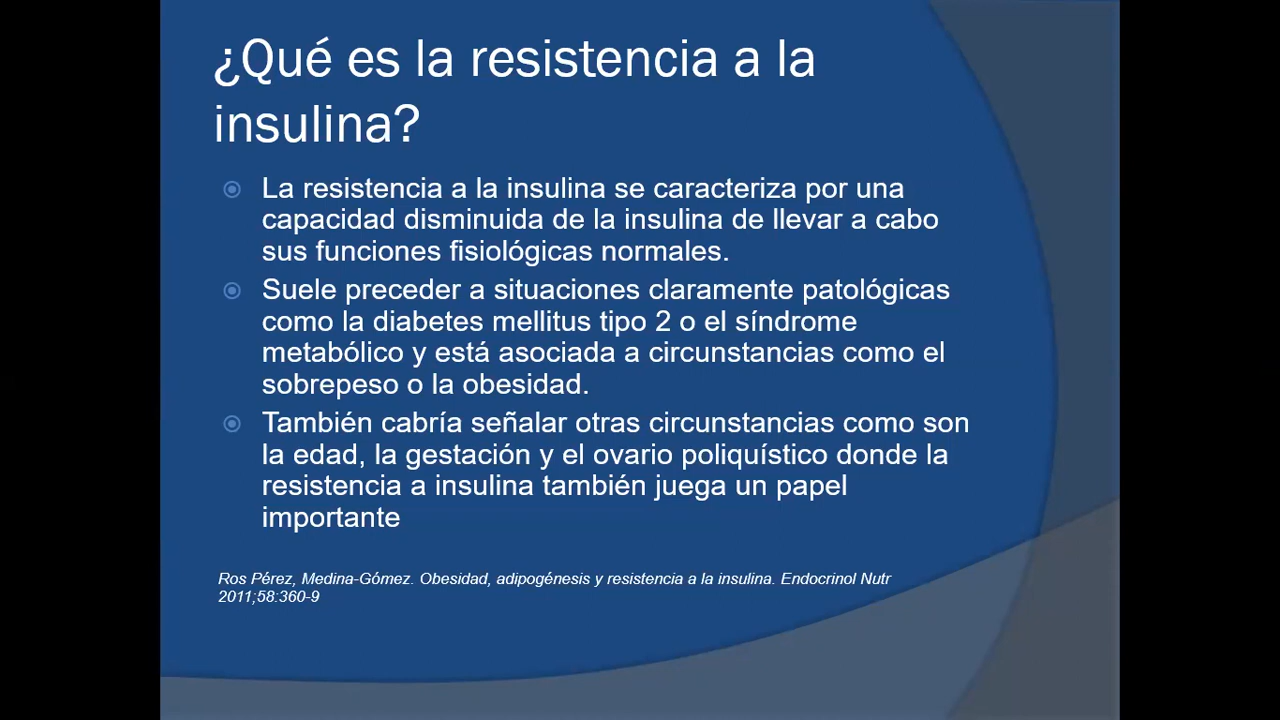 ¿Qué es la resistencia a la
insulina?
La resistencia a la insulina se caracteriza por una
capacidad disminuida de la insulina de llevar a cabo
sus funciones fisiológicas normales.
Suele preceder a situaciones claramente patológicas
como la diabetes mellitus tipo 2 o el síndrome
metabólico y está asociada a circunstancias como el
sobrepeso o la obesidad.
También cabría señalar otras circunstancias como son
la edad, la gestación y el ovario poliquístico donde la
resistencia a insulina también juega un papel
importante
Ros Pérez, Medina-Gómez. Obesidad, adipogénesis y resistencia a la insulina. Endocrinol Nutr
2011;58:360-9